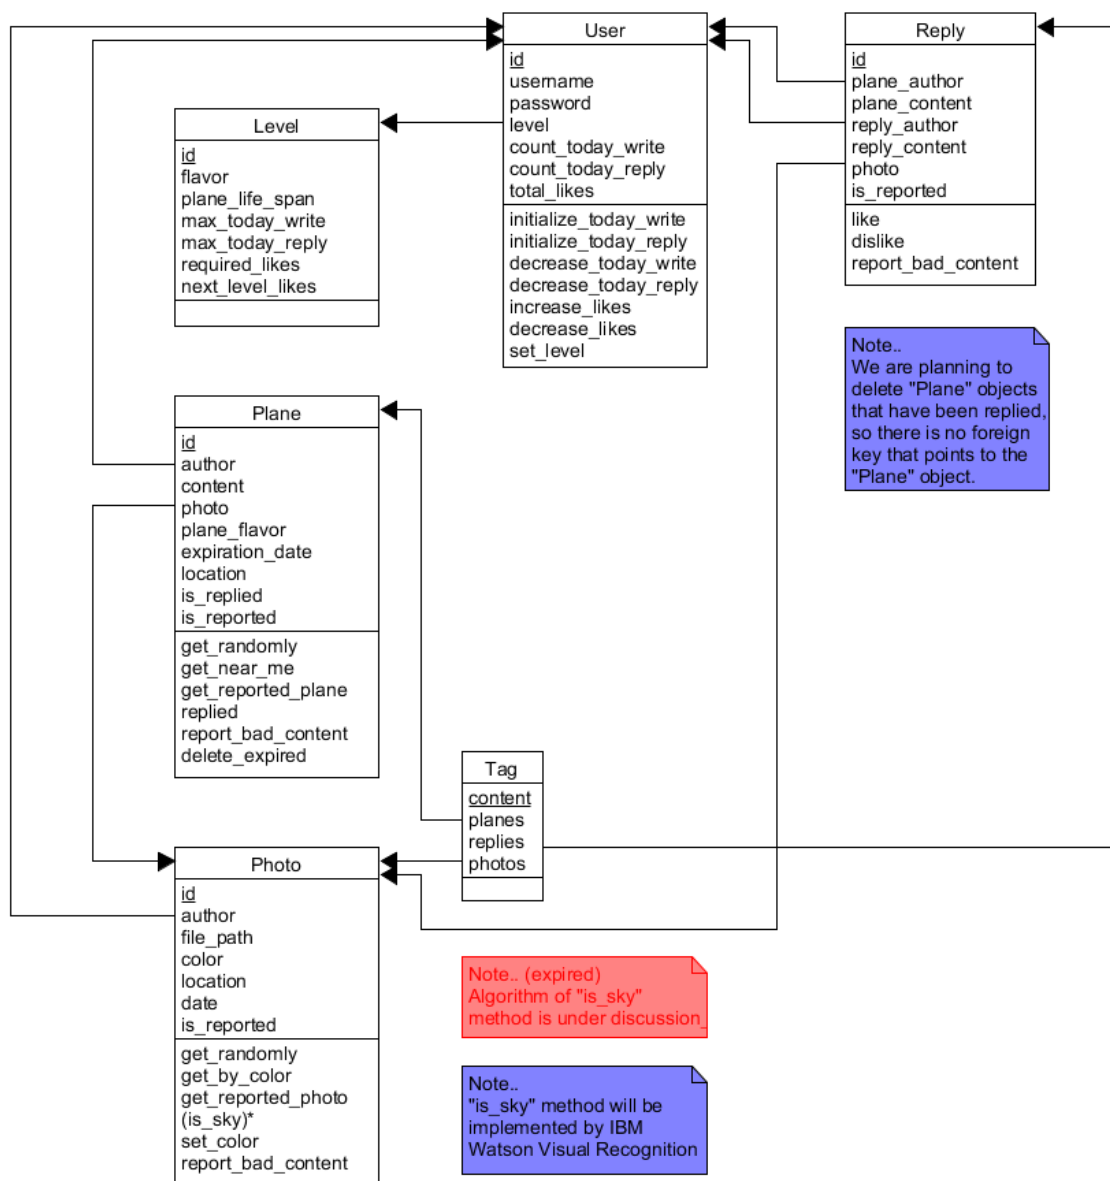 User
id
username
password
level
count_today_write
count_today_reply
total_likes
initialize_today_write
initialize_today_reply
decrease_today_write
decrease_today_reply
increase_likes
decrease_likes
set_level
Reply
id
plane_author
plane_content
reply_author
reply_content
photo
is_reported
like
dislike
report_bad_content
Level
id
flavor
plane_life_span
max_today_write
max_today_reply
required_likes
next_level_likes
Note..
We are planning to
delete "Plane" objects
that have been replied,
so there is no foreign
key that points to the
"Plane" object.
Plane
id
author
content
photo
plane_flavor
expiration_date
location
is_replied
is_reported
get_randomly
get_near_me
get_reported_plane
replied
report_bad_content
delete_expired
Tag
content
planes
replies
photos
Photo
id
author
file_path
color
location
date
is_reported
get_randomly
get_by_color
get_reported_photo
(is_sky)*
set_color
report_bad_content
Note.. (expired)
Algorithm of "is_sky"
method is under discussion_
Note..
"is_sky" method will be
implemented by IBM
Watson Visual Recognition